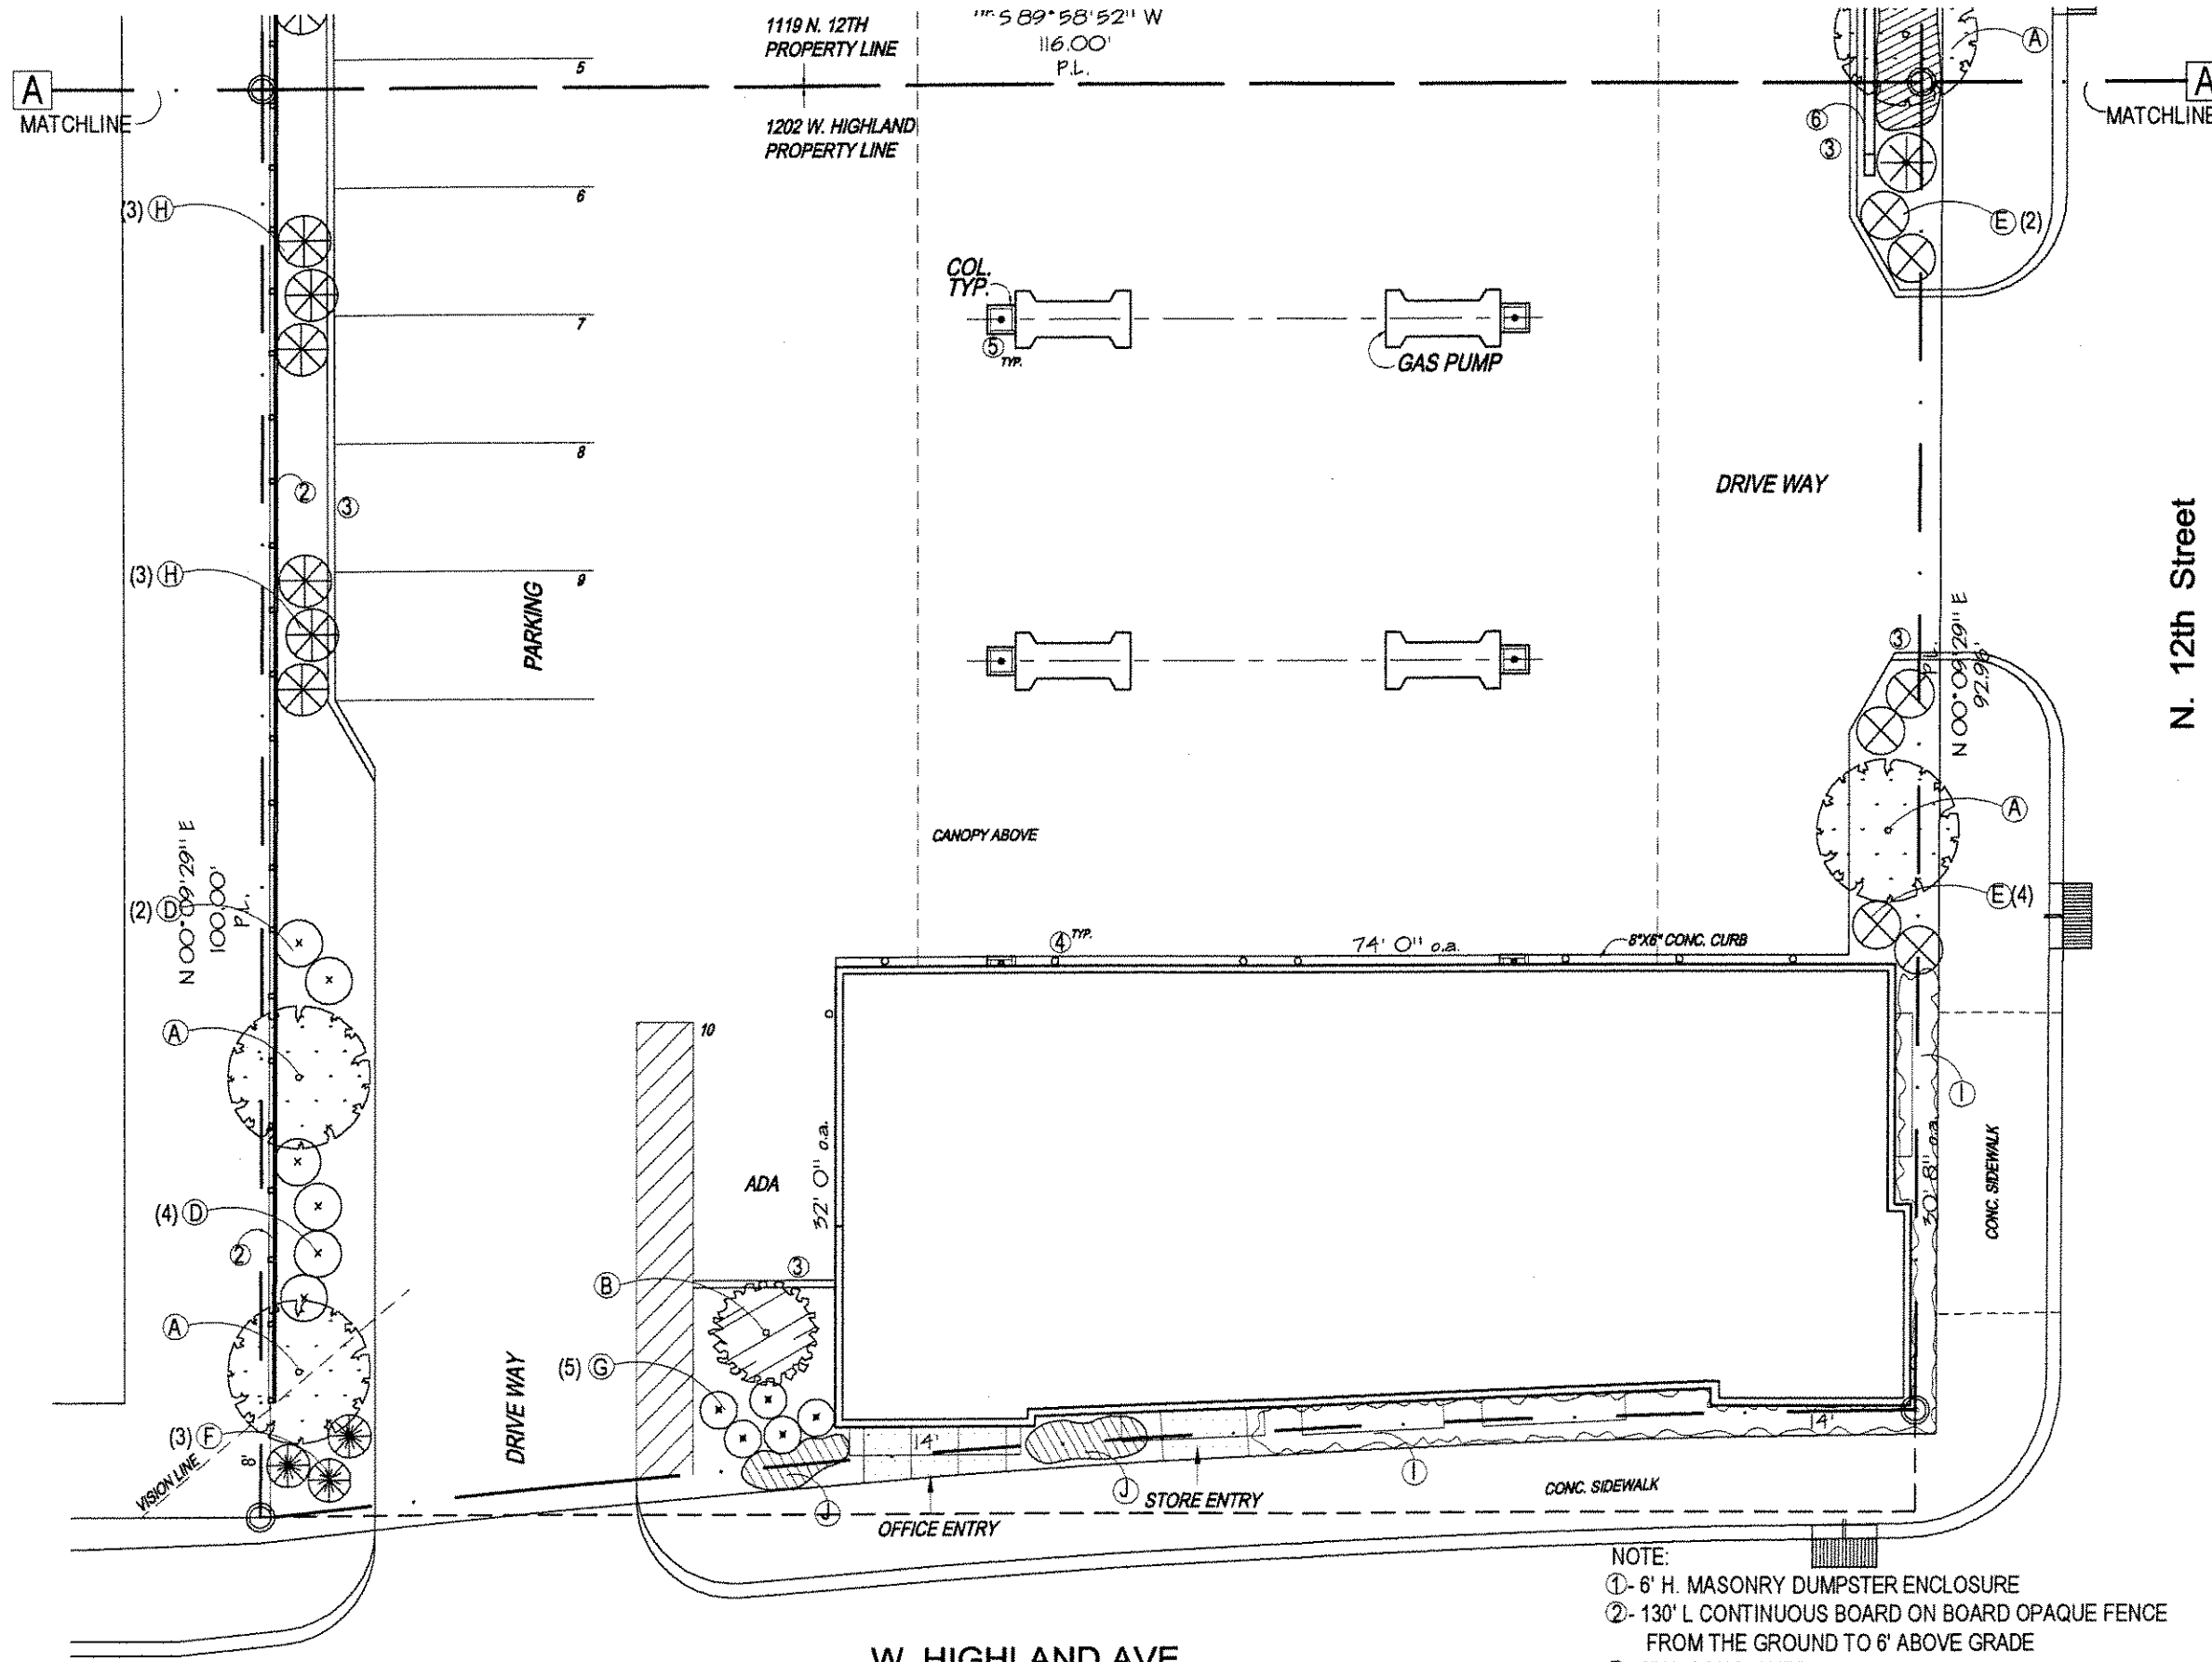 1119 N. 12TH
PROPERTY LINE
S 89°58'52" W
116.00'
P.L.
A
MATCHLINE
A
A
MATCHLINE
1202 W. HIGHLAND
PROPERTY LINE
5
6
3
6
(3) H
E (2)
COL.
TYP.
5 TYP.
GAS PUMP
7
8
2
3
DRIVE WAY
N. 12th Street
(3) H
9
PARKING
3
P.L.
N 00°09'29" E
92.96'
A
CANOPY ABOVE
N 00°09'29" E
100.00'
P.L.
(2) D
E (4)
4 TYP.
74' 0" o.a.
8"X6" CONC. CURB
A
10
I
32' 0" o.a.
30' 8" o.a.
CONC. SIDEWALK
ADA
(4) D
2
3
B
A
DRIVE WAY
(5) G
(3) F
8'
VISION LINE
14'
14'
I
J
J
STORE ENTRY
CONC. SIDEWALK
OFFICE ENTRY
NOTE:
1- 6' H. MASONRY DUMPSTER ENCLOSURE
2- 130' L CONTINUOUS BOARD ON BOARD OPAQUE FENCE
FROM THE GROUND TO 6' ABOVE GRADE
W. HIGHLAND AVE